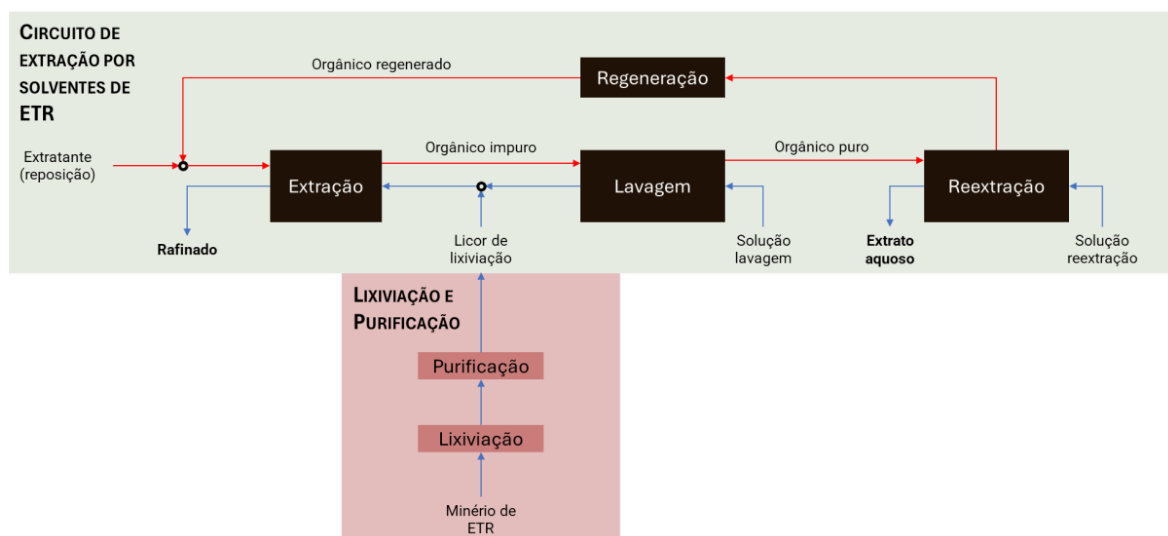 CIRCUITO DE
EXTRAÇÃO POR
SOLVENTES DE
ETR
Orgânico regenerado
Regeneração
Extratante
(reposição)
Orgânico impuro
Orgânico puro
Extração
Lavagem
Reextração
Rafinado
Licor de
lixiviação
Solução
lavagem
Extrato
aquoso
Solução
reextração
LIXIVIAÇÃO E
PURIFICAÇÃO
Purificação
Lixiviação
Minério de
ETR